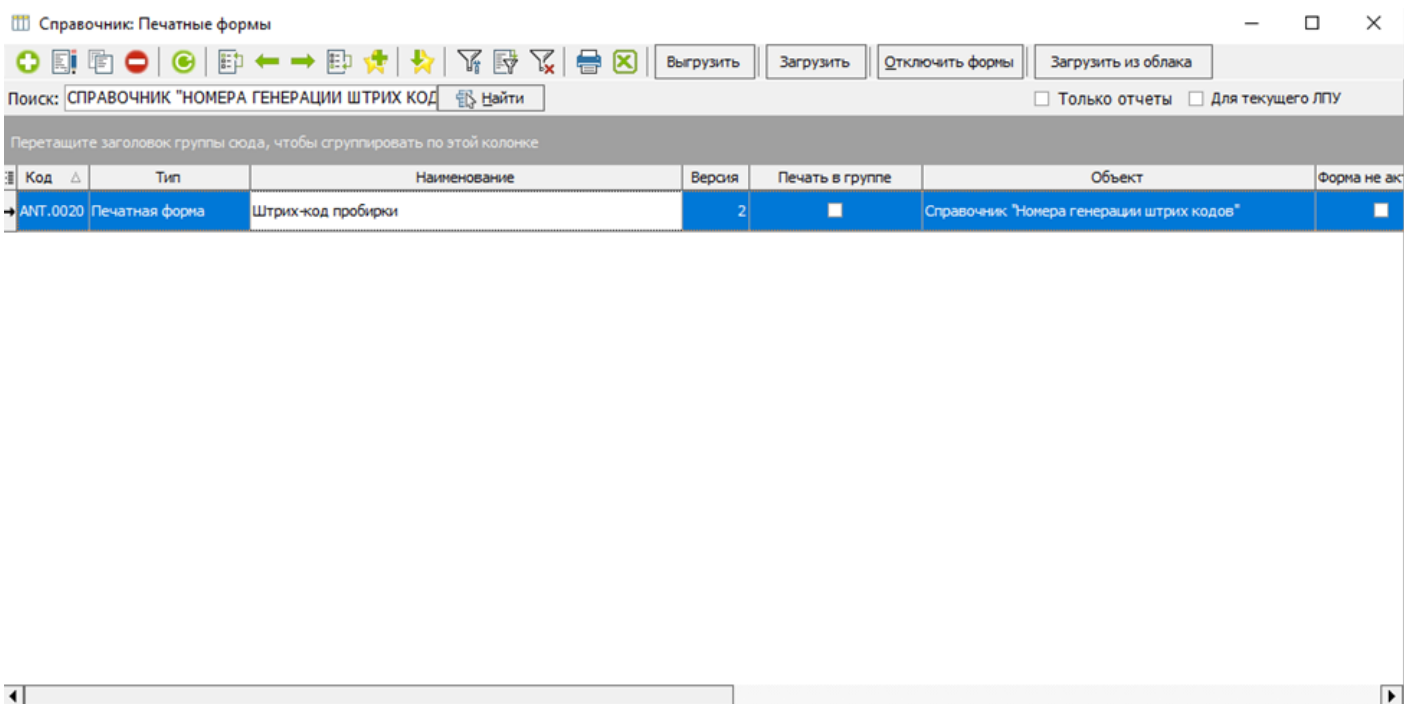 Справочник: Печатные формы
Выгрузить Загрузить Отключить формы Загрузить из облака
Поиск: СПРАВОЧНИК "НОМЕРА ГЕНЕРАЦИИ ШТРИХ КОД Найти Только отчеты Для текущего ЛПУ
Перетащите заголовок группы сюда, чтобы сгруппировать по этой колонке
Код Тип Наименование Версия Печать в группе Объект Форма не ак
ANT.0020 Печатная форма Штрих-код пробирки 2 Справочник "Номера генерации штрих кодов"